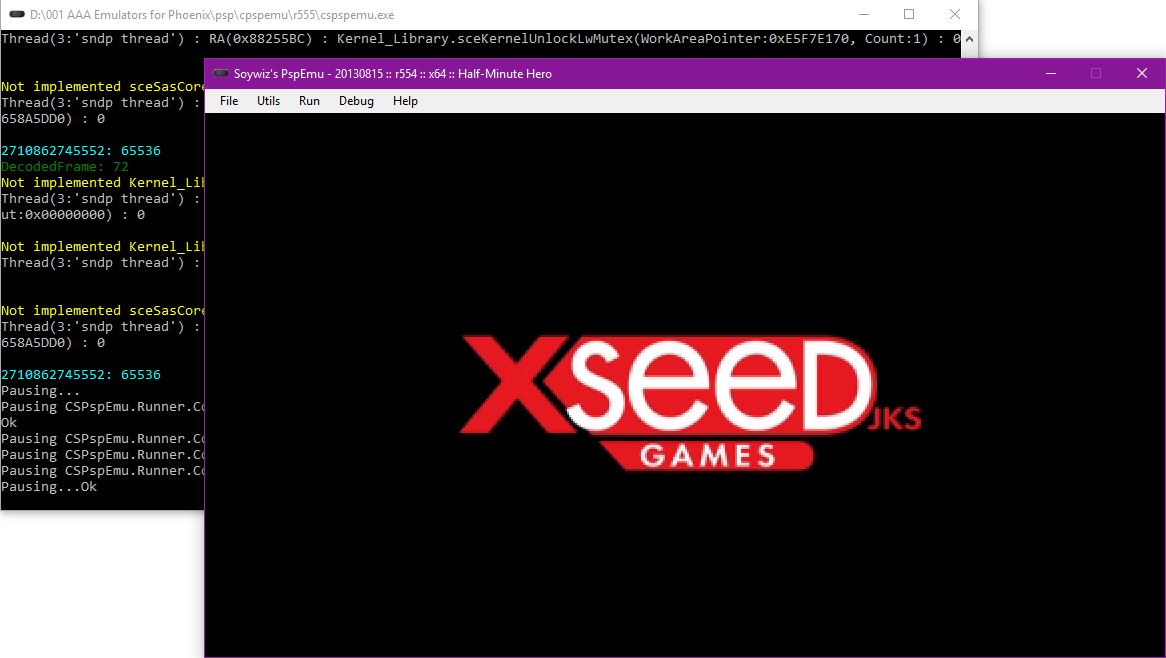 D:\001 AAA Emulators for Phoenix\psp\cpspemu\r555\cspspemu.exe
Thread(3:'sndp thread') : RA(0x88255BC) : Kernel_Library.sceKernelUnlockLwMutex(WorkAreaPointer:0xE5F7E170, Count:1) : 0
Not implemented sceSasCore
Thread(3:'sndp thread') :
658A5DD0) : 0
2710862745552: 65536
DecodedFrame: 72
Not implemented Kernel_Lib
Thread(3:'sndp thread') :
ut:0x00000000) : 0
Not implemented Kernel_Lib
Thread(3:'sndp thread') :
Not implemented sceSasCore
Thread(3:'sndp thread') :
658A5DD0) : 0
2710862745552: 65536
Pausing...
Pausing CSPspEmu.Runner.Co
Ok
Pausing CSPspEmu.Runner.Co
Pausing CSPspEmu.Runner.Co
Pausing CSPspEmu.Runner.Co
Pausing...Ok
Soywiz's PspEmu - 20130815 :: r554 :: x64 :: Half-Minute Hero
File Utils Run Debug Help
XSEED JKS
GAMES